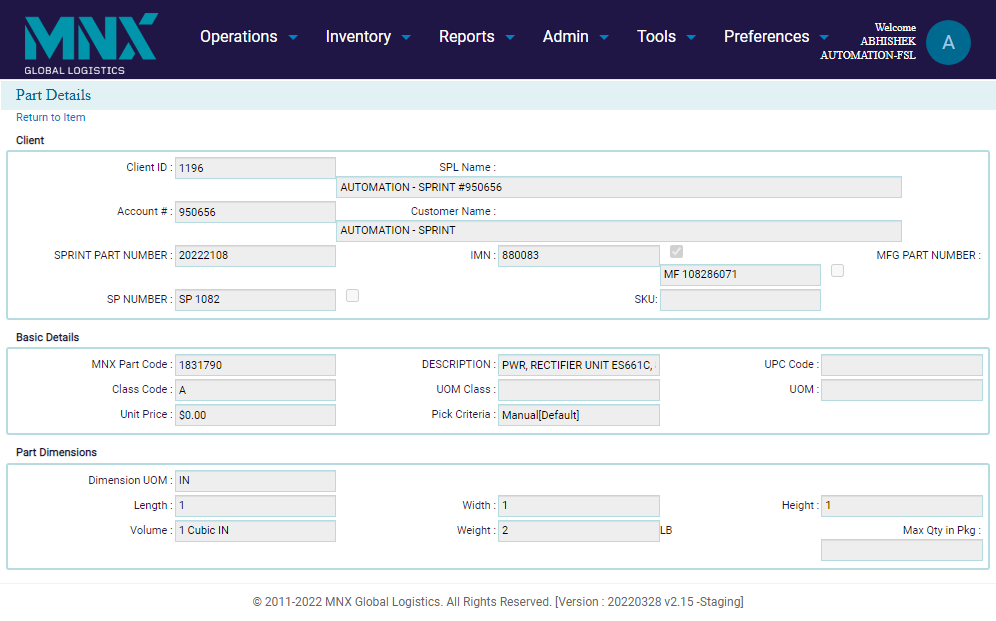 MNX
GLOBAL LOGISTICS
Operations Inventory Reports Admin Tools Preferences
Welcome
ABHISHEK
AUTOMATION-FSL
A
Part Details
Return to Item
Client
Client ID : 1196 SPL Name :
AUTOMATION - SPRINT #950656
Account # : 950656 Customer Name :
AUTOMATION - SPRINT
SPRINT PART NUMBER : 20222108 IMN : 880083 MFG PART NUMBER :
MF 108286071
SP NUMBER : SP 1082 SKU:
Basic Details
MNX Part Code : 1831790 DESCRIPTION : PWR, RECTIFIER UNIT ES661C, UPC Code :
Class Code : A UOM Class : UOM :
Unit Price : $0.00 Pick Criteria : Manual[Default]
Part Dimensions
Dimension UOM : IN
Length : 1 Width : 1 Height : 1
Volume : 1 Cubic IN Weight : 2 LB Max Qty in Pkg :
© 2011-2022 MNX Global Logistics. All Rights Reserved. [Version : 20220328 v2.15 -Staging]